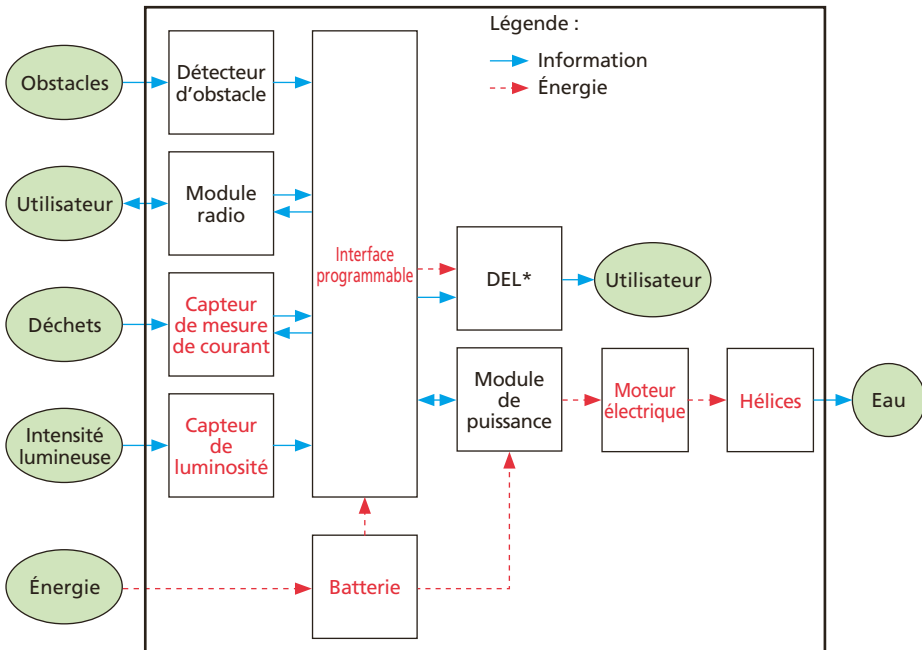 Légende :
Information
Énergie
Obstacles
Détecteur
d'obstacle
Utilisateur
Module
radio
Interface
programmable
DEL*
Utilisateur
Déchets
Capteur
de mesure
de courant
Module
de
puissance
Moteur
électrique
Hélices
Eau
Intensité
lumineuse
Capteur
de
luminosité
Énergie
Batterie